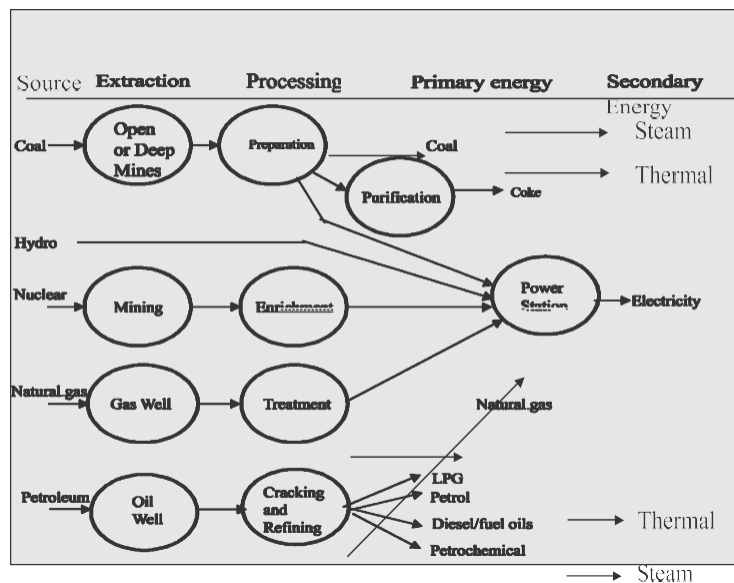 Source Extraction Processing Primary energy Secondary
Energy
Coal
Open
or Deep
Mines
Preparation
Coal
Steam
Purification
Coke
Thermal
Hydro
Nuclear
Mining
Enrichment
Power
Station
Electricity
Natural.gas
Gas Well
Treatment
Natural.gas
Petroleum
Oil
Well
Cracking
and
Refining
LPG
Petrol
Diesel/fuel oils
Petrochemical
Thermal
Steam